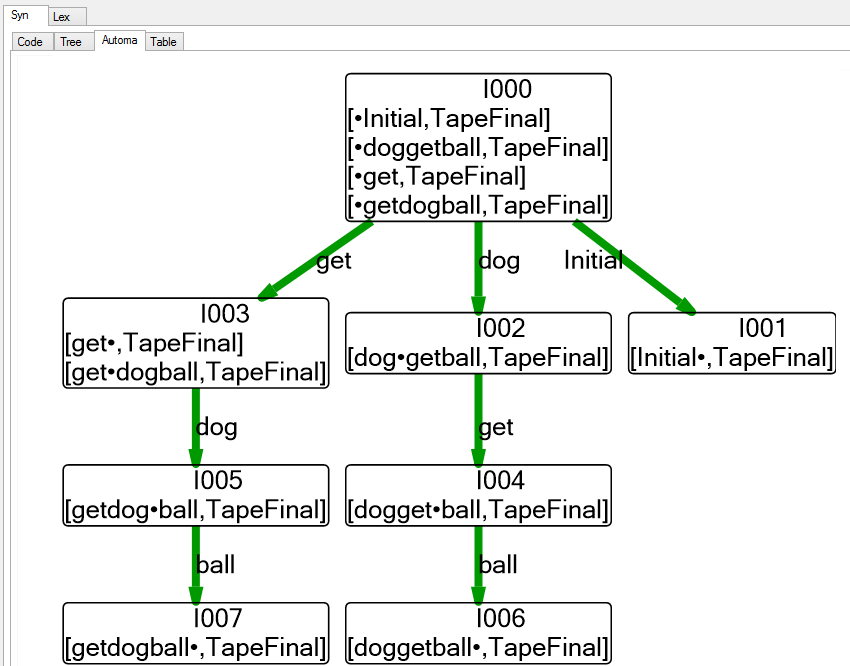 Syn Lex
Code Tree Automa Table
I000
[•Initial,TapeFinal]
[•doggetball,TapeFinal]
[•get,TapeFinal]
[•getdogball,TapeFinal]
get dog Initial
I003
[get•,TapeFinal]
[get•dogball,TapeFinal]
I002
[dog•getball,TapeFinal]
I001
[Initial•,TapeFinal]
dog get
I005
[getdog•ball,TapeFinal]
I004
[dogget•ball,TapeFinal]
ball ball
I007
[getdogball•,TapeFinal]
I006
[doggetball•,TapeFinal]